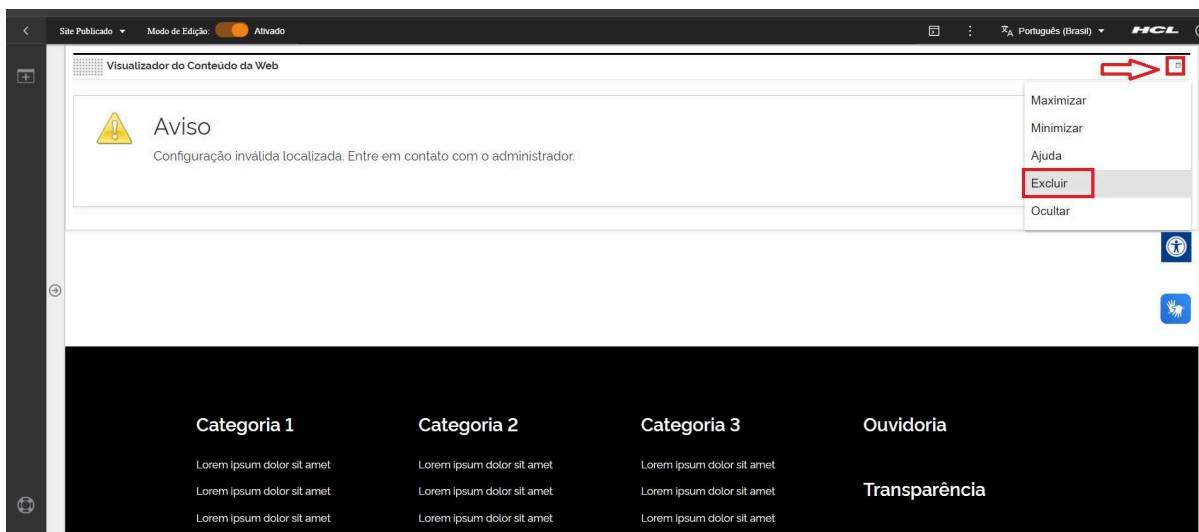 Site Publicado Modo de Edição: Ativado Português (Brasil) HCL
Visualizador do Conteúdo da Web
Aviso
Configuração inválida localizada. Entre em contato com o administrador.
Maximizar
Minimizar
Ajuda
Excluir
Ocultar
Categoria 1 Categoria 2 Categoria 3 Ouvidoria
Lorem ipsum dolor sit amet Lorem ipsum dolor sit amet Lorem ipsum dolor sit amet
Lorem ipsum dolor sit amet Lorem ipsum dolor sit amet Lorem ipsum dolor sit amet Transparência
Lorem ipsum dolor sit amet Lorem ipsum dolor sit amet Lorem ipsum dolor sit amet